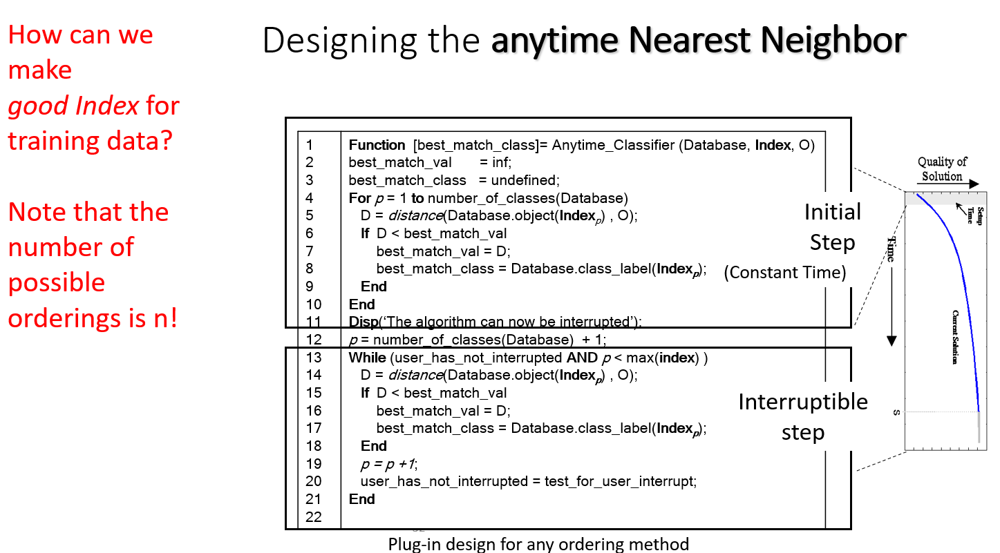 How can we
make
good Index for
training data?
Note that the
number of
possible
orderings is n!
Designing the anytime Nearest Neighbor
1 Function [best_match_class]= Anytime_Classifier (Database, Index, O)
2 best_match_val = inf;
3 best_match_class = undefined;
4 For p = 1 to number_of_classes(Database)
5 D = distance(Database.object(Indexp) , O);
6 If D < best_match_val
7 best_match_val = D;
8 best_match_class = Database.class_label(Indexp);
9 End
10 End
11 Disp(‘The algorithm can now be interrupted’);
12 p = number_of_classes(Database) + 1;
13 While (user_has_not_interrupted AND p < max(index) )
14 D = distance(Database.object(Indexp) , O);
15 If D < best_match_val
16 best_match_val = D;
17 best_match_class = Database.class_label(Indexp);
18 End
19 p = p +1;
20 user_has_not_interrupted = test_for_user_interrupt;
21 End
22
Initial
Step
(Constant Time)
Interruptible
step
Quality of
Solution
Setup
Time
Time
Current Solution
S
Plug-in design for any ordering method